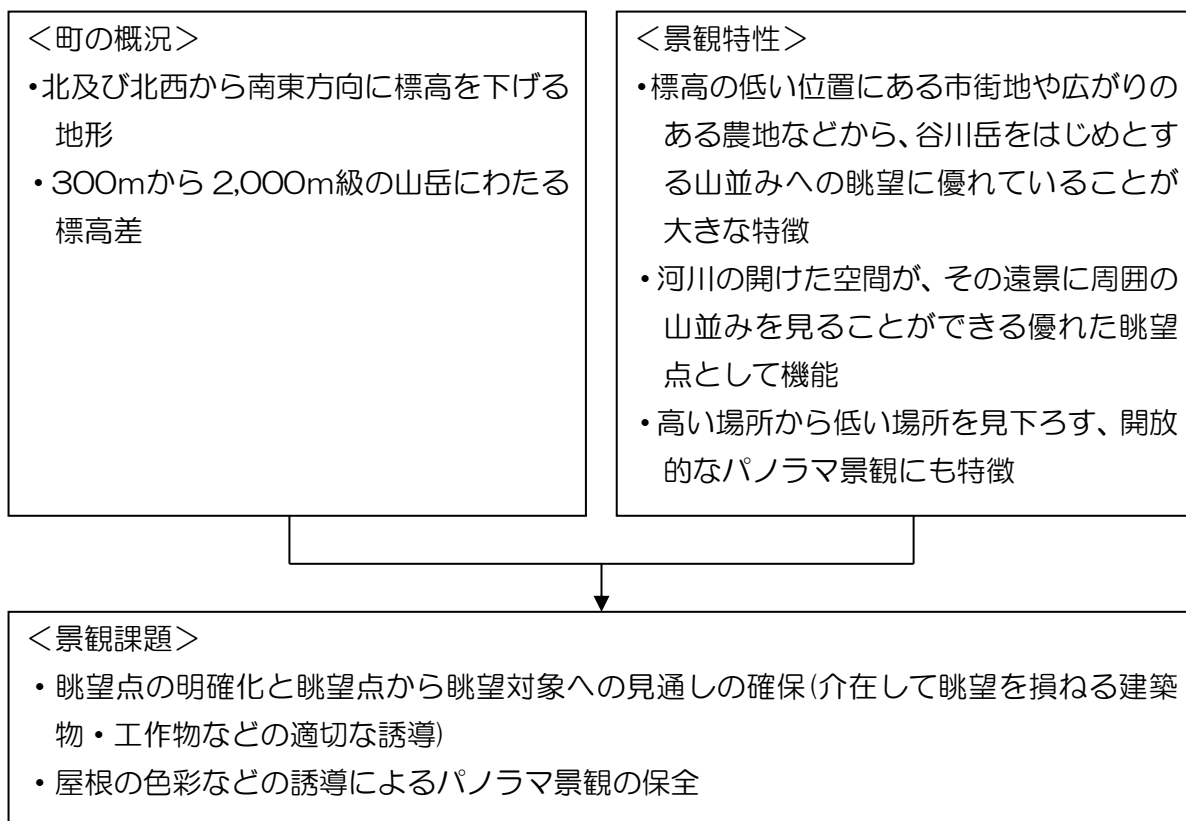 ＜町の概況＞
・北及び北西から南東方向に標高を下げる
地形
・300ｍから 2,000ｍ級の山岳にわたる
標高差
＜景観特性＞
・標高の低い位置にある市街地や広がりの
ある農地などから、谷川岳をはじめとす
る山並みへの眺望に優れていることが
大きな特徴
・河川の開けた空間が、その遠景に周囲の
山並みを見ることができる優れた眺望
点として機能
・高い場所から低い場所を見下ろす、開放
的なパノラマ景観にも特徴
＜景観課題＞
・眺望点の明確化と眺望点から眺望対象への見通しの確保(介在して眺望を損ねる建築
物・工作物などの適切な誘導)
・屋根の色彩などの誘導によるパノラマ景観の保全